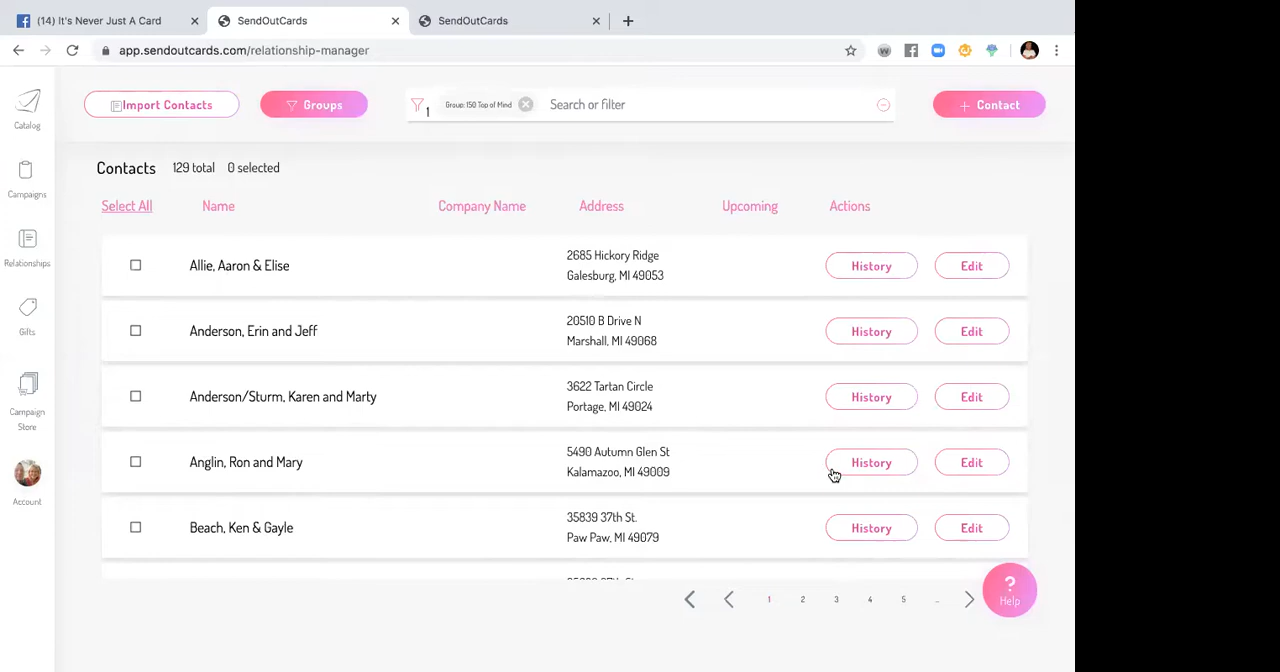 (14) It's Never Just A Card
SendOutCards
SendOutCards
app.sendoutcards.com/relationship-manager
Catalog
Campaigns
Relationships
Gifts
Campaign
Store
Account
Import Contacts
Groups
1
Group: 150 Top of Mind
Search or filter
+ Contact
Contacts 129 total 0 selected
Select All Name Company Name Address Upcoming Actions
Allie, Aaron & Elise
2685 Hickory Ridge
Galesburg, MI 49053
History Edit
Anderson, Erin and Jeff
20510 B Drive N
Marshall, MI 49068
History Edit
Anderson/Sturm, Karen and Marty
3622 Tartan Circle
Portage, MI 49024
History Edit
Anglin, Ron and Mary
5490 Autumn Glen St
Kalamazoo, MI 49009
History Edit
Beach, Ken & Gayle
35839 37th St.
Paw Paw, MI 49079
History Edit
1 2 3 4 5 ...
? Help